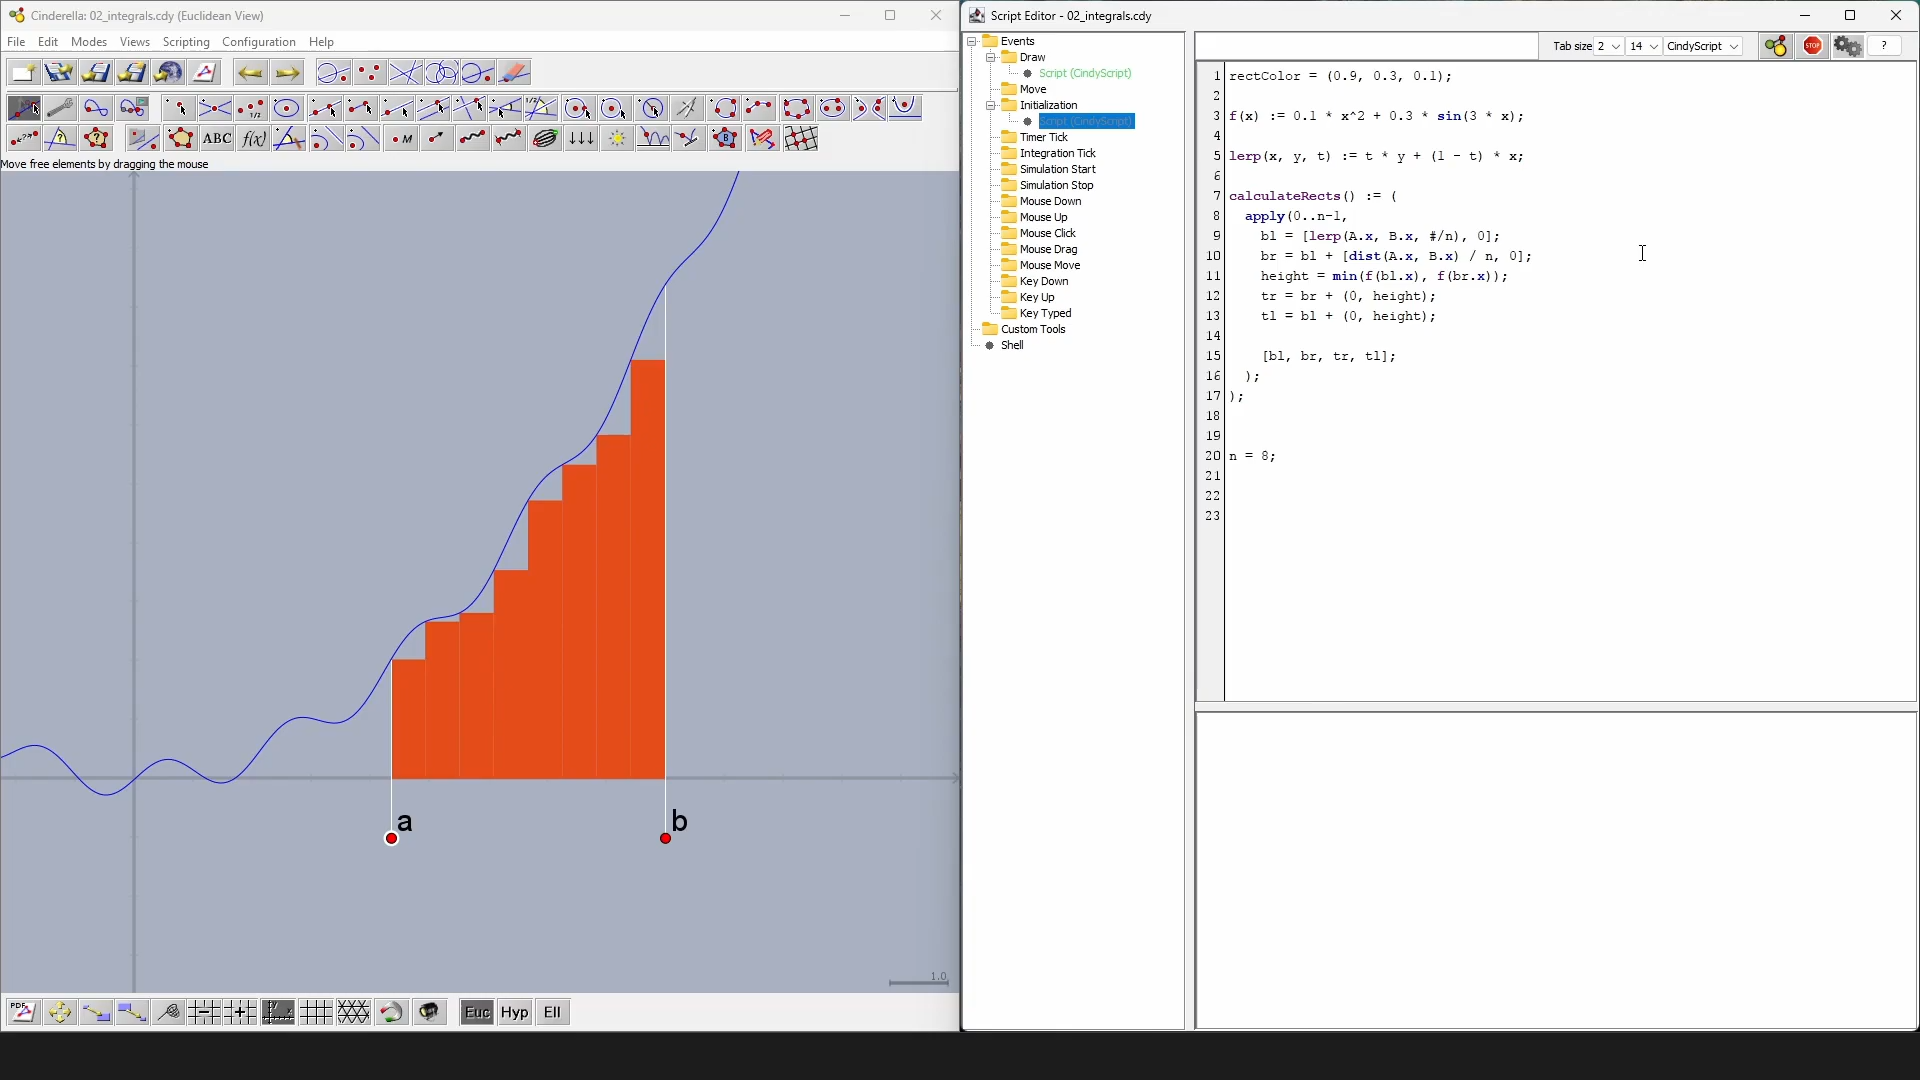 Cinderella: 02_integrals.cdy (Euclidean View)
File Edit Modes Views Scripting Configuration Help
ABC f(x) M
Move free elements by dragging the mouse
a
b
1.0
PDF Euc Hyp Ell
Script Editor - 02_integrals.cdy
Events
Draw
Script (CindyScript)
Move
Initialization
Script (CindyScript)
Timer Tick
Integration Tick
Simulation Start
Simulation Stop
Mouse Down
Mouse Up
Mouse Click
Mouse Drag
Mouse Move
Key Down
Key Up
Key Typed
Custom Tools
Shell
Tab size 2 14 CindyScript STOP ?
1 rectColor = (0.9, 0.3, 0.1);
2
3 f(x) := 0.1 * x^2 + 0.3 * sin(3 * x);
4
5 lerp(x, y, t) := t * y + (1 - t) * x;
6
7 calculateRects() := (
8 apply(0..n-1,
9 bl = [lerp(A.x, B.x, #/n), 0];
10 br = bl + [dist(A.x, B.x) / n, 0];
11 height = min(f(bl.x), f(br.x));
12 tr = br + (0, height);
13 tl = bl + (0, height);
14
15 [bl, br, tr, tl];
16 );
17 );
18
19
20 n = 8;
21
22
23